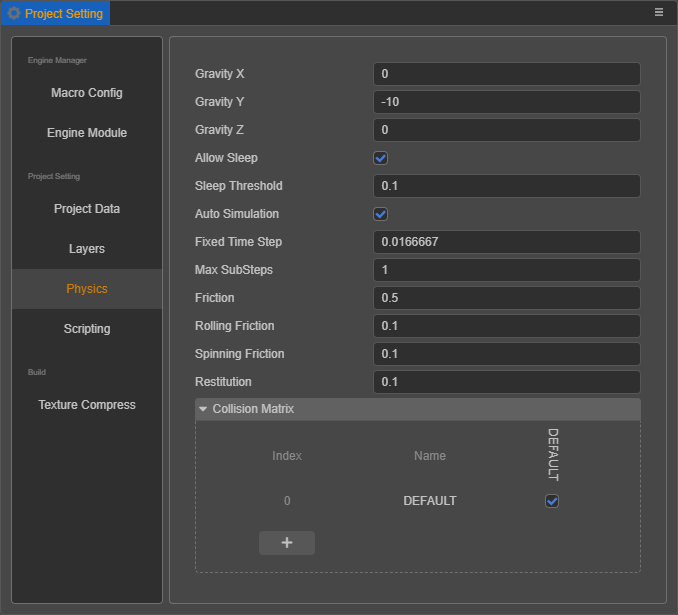 Project Setting
Engine Manager
Macro Config
Engine Module
Project Setting
Project Data
Layers
Physics
Scripting
Build
Texture Compress
Gravity X 0
Gravity Y -10
Gravity Z 0
Allow Sleep
Sleep Threshold 0.1
Auto Simulation
Fixed Time Step 0.0166667
Max SubSteps 1
Friction 0.5
Rolling Friction 0.1
Spinning Friction 0.1
Restitution 0.1
Collision Matrix
Index Name DEFAULT
0 DEFAULT
+